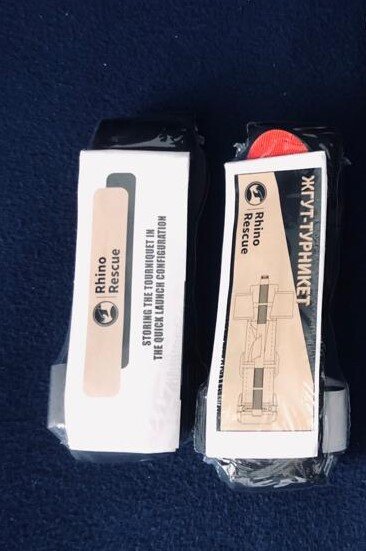 Rhino
Rescue
STORING THE TOURNIQUET IN
THE QUICK LAUNCH CONFIGURATION
ЖГУТ-ТУРНИКЕТ
Rhino
Rescue